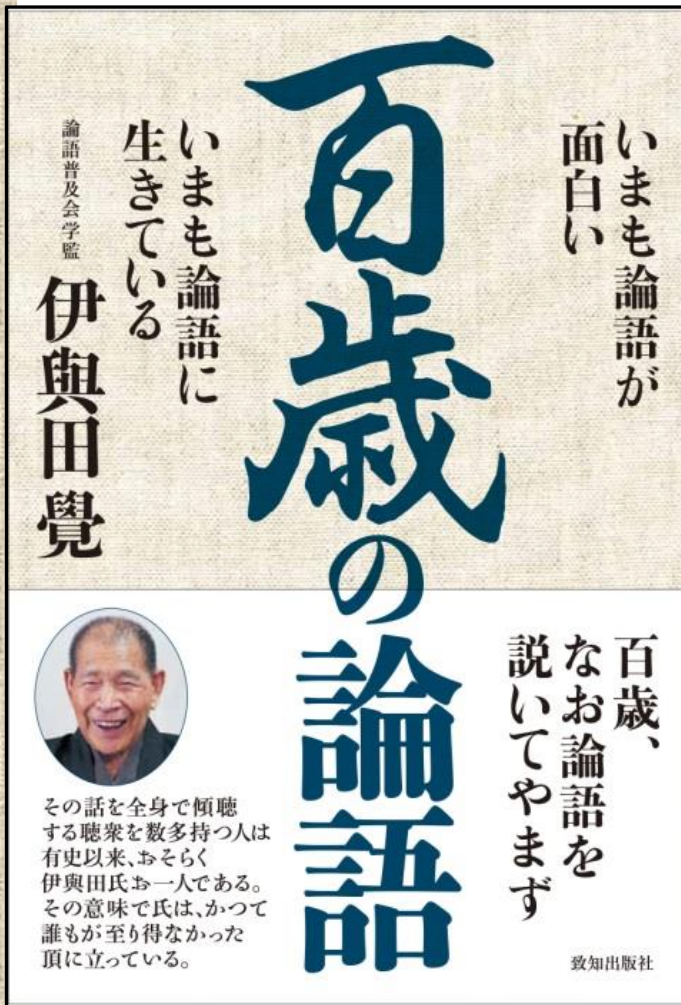 いまも論語が
面白い
百歳の論語
いまも論語に
生きている
論語普及会学監
伊與田 覺
百歳、
なお論語を
説いてやまず
その話を全身で傾聴
する聴衆を数多持つ人は
有史以来、おそらく
伊與田氏お一人である。
その意味で氏は、かつて
誰もが至り得なかった
頂に立っている。
致知出版社